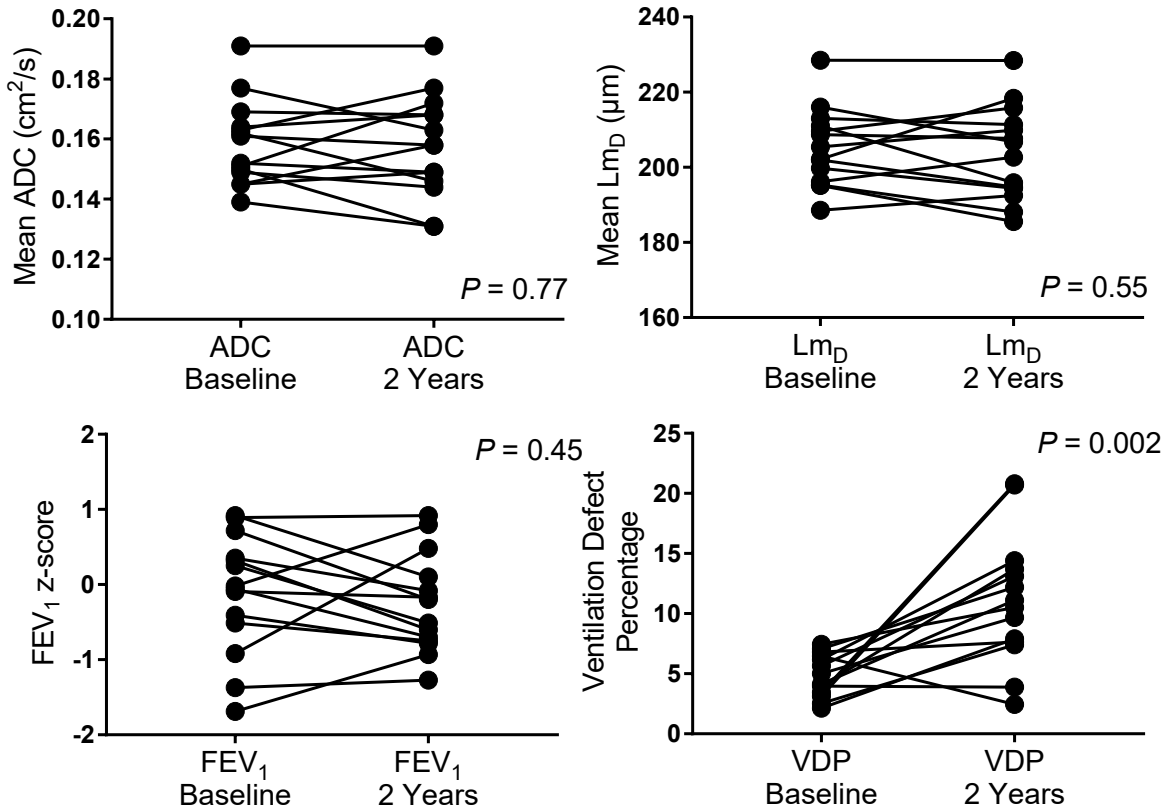 Mean ADC (cm²/s)
0.20
0.18
0.16
0.14
0.12
0.10
P = 0.77
ADC
Baseline
ADC
2 Years
Mean LmD (µm)
240
220
200
180
160
P = 0.55
LmD
Baseline
LmD
2 Years
FEV1 z-score
2
1
0
-1
-2
P = 0.45
FEV1
Baseline
FEV1
2 Years
Ventilation Defect
Percentage
25
20
15
10
5
0
P = 0.002
VDP
Baseline
VDP
2 Years